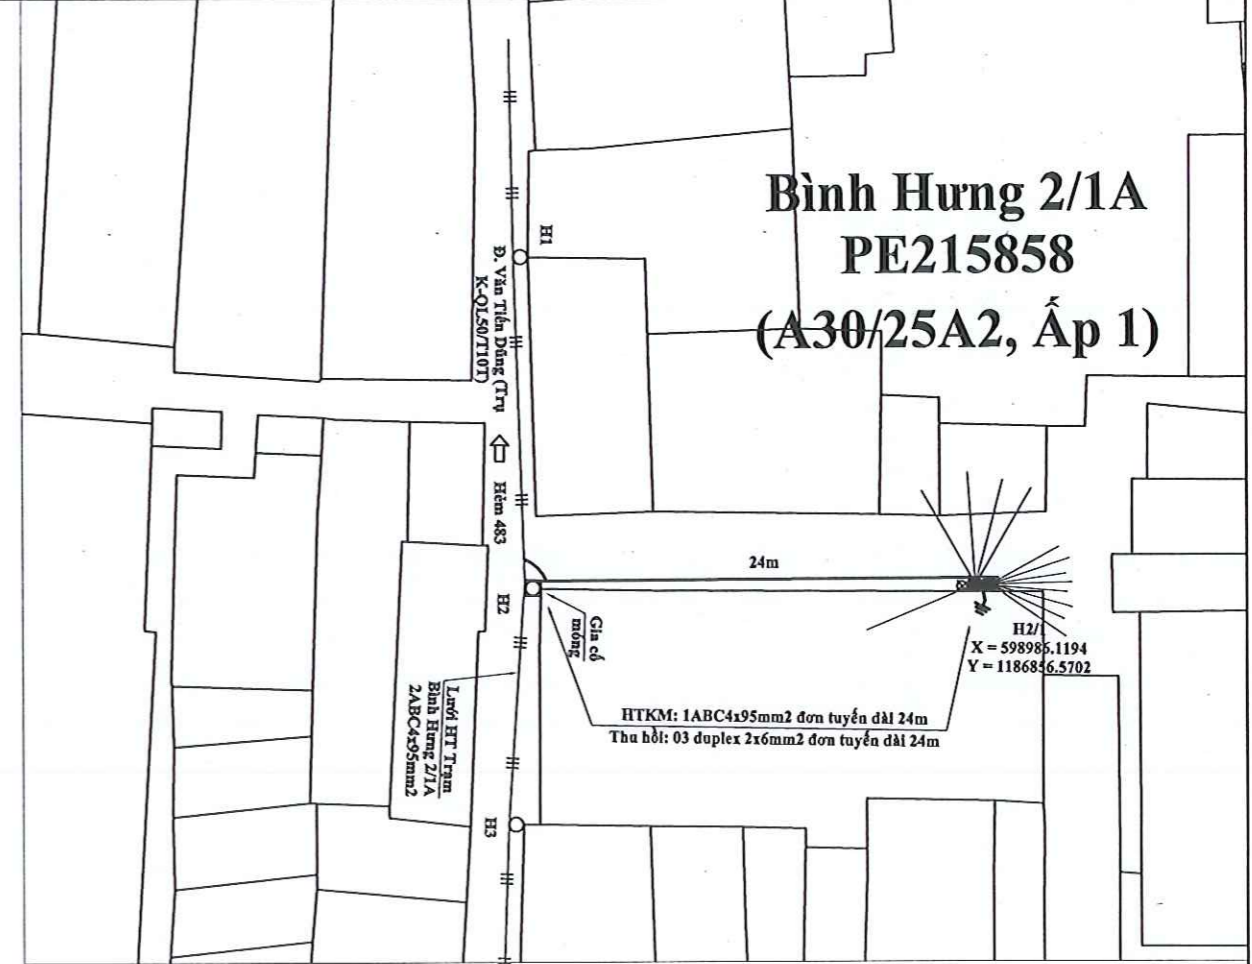 Bình Hưng 2/1A
PE215858
(A30/25A2, Ấp 1)
H1
Đ. Văn Tiến Dũng (Trụ
K-QL50/T10T)
Hẻm 483
24m
H2
Gia cố
móng
H2/1
X = 598986.1194
Y = 1186856.5702
Lưới HT Trạm
Bình Hưng 2/1A
2ABC4x95mm2
HTKM: 1ABC4x95mm2 đơn tuyến dài 24m
Thu hồi: 03 duplex 2x6mm2 đơn tuyến dài 24m
H3